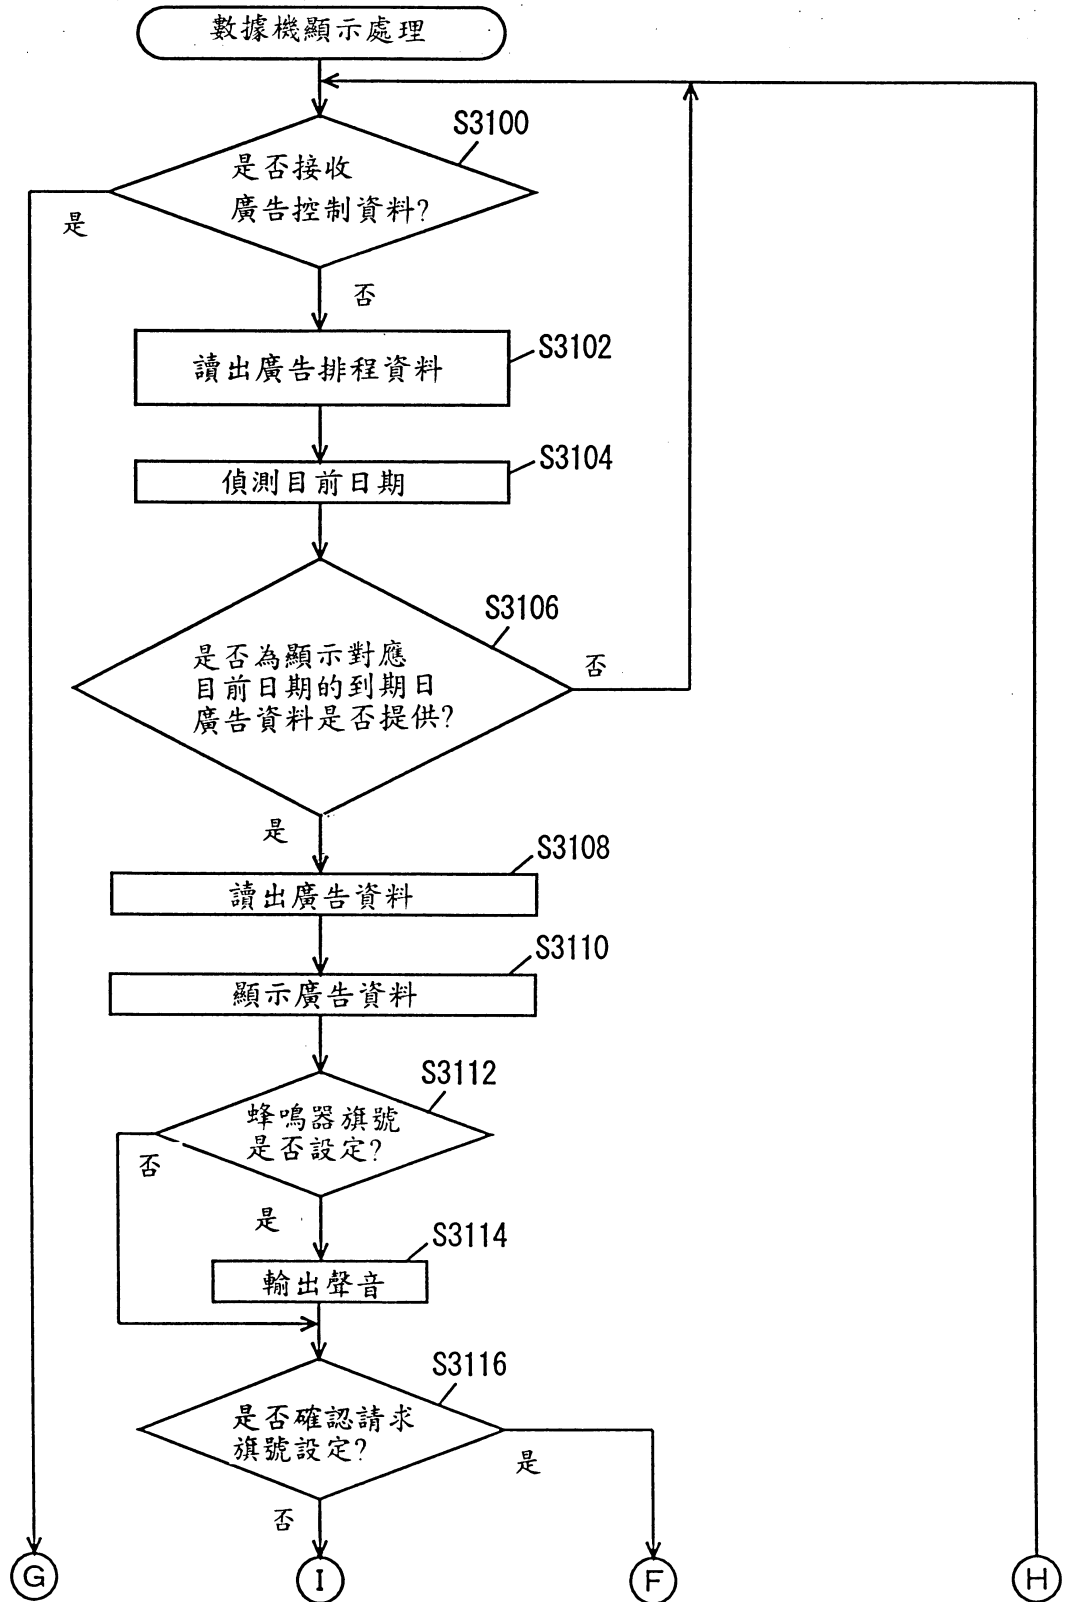 數據機顯示處理
S3100
是否接收
廣告控制資料?
是
否
S3102
讀出廣告排程資料
S3104
偵測目前日期
S3106
是否為顯示對應
目前日期的到期日
廣告資料是否提供?
否
是
S3108
讀出廣告資料
S3110
顯示廣告資料
S3112
蜂鳴器旗號
是否設定?
否
是
S3114
輸出聲音
S3116
是否確認請求
旗號設定?
是
否
G
I
F
H